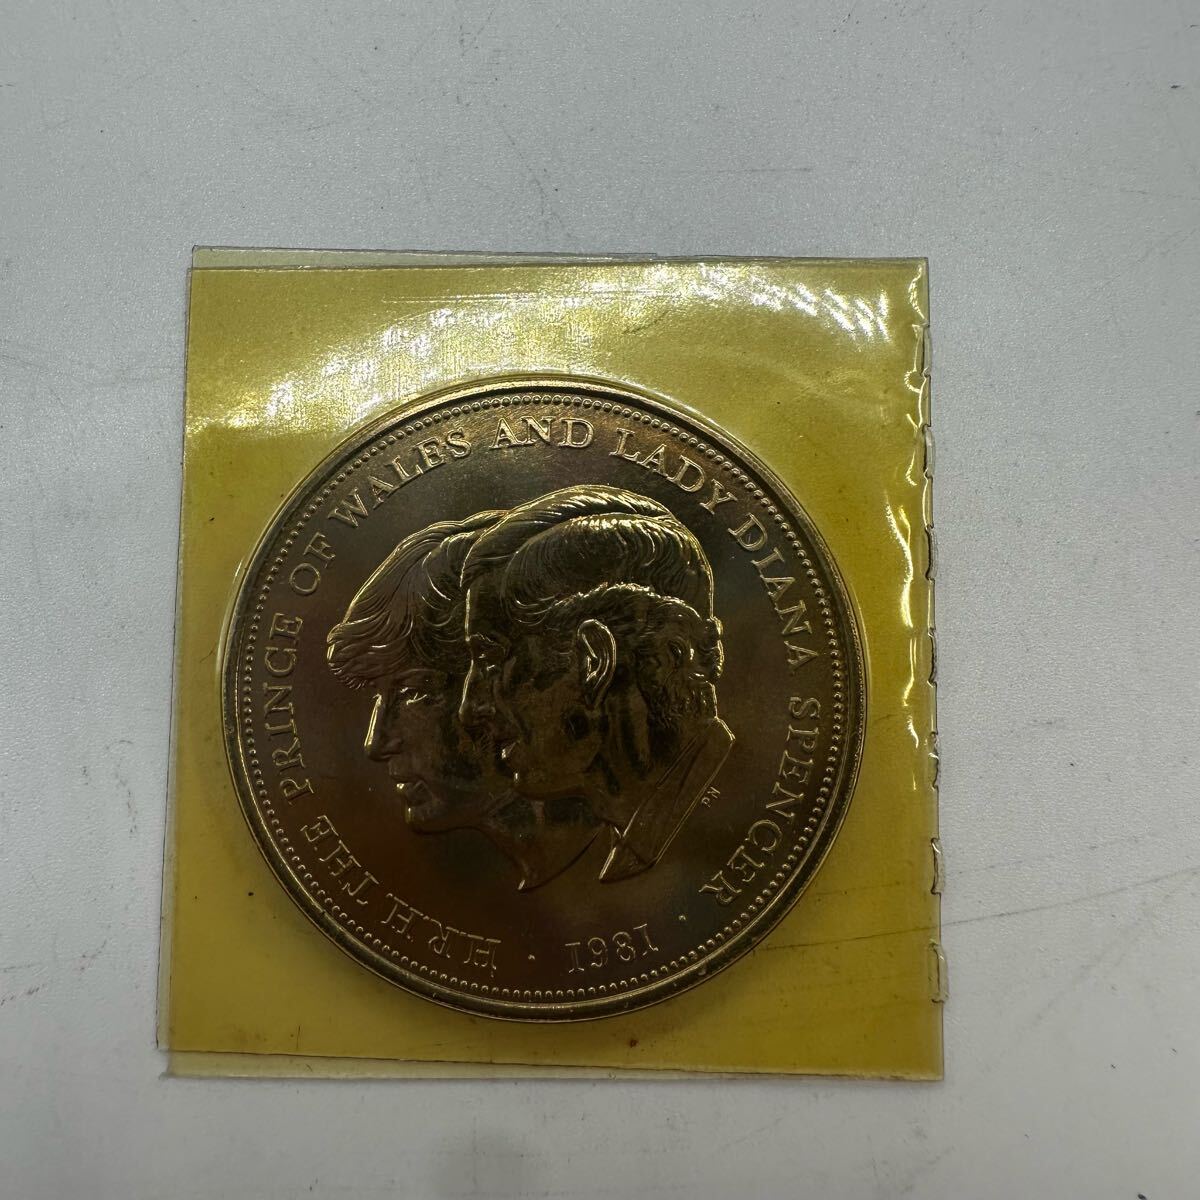 H.R.H. THE PRINCE OF WALES AND LADY DIANA SPENCER · 1981 ·
PN